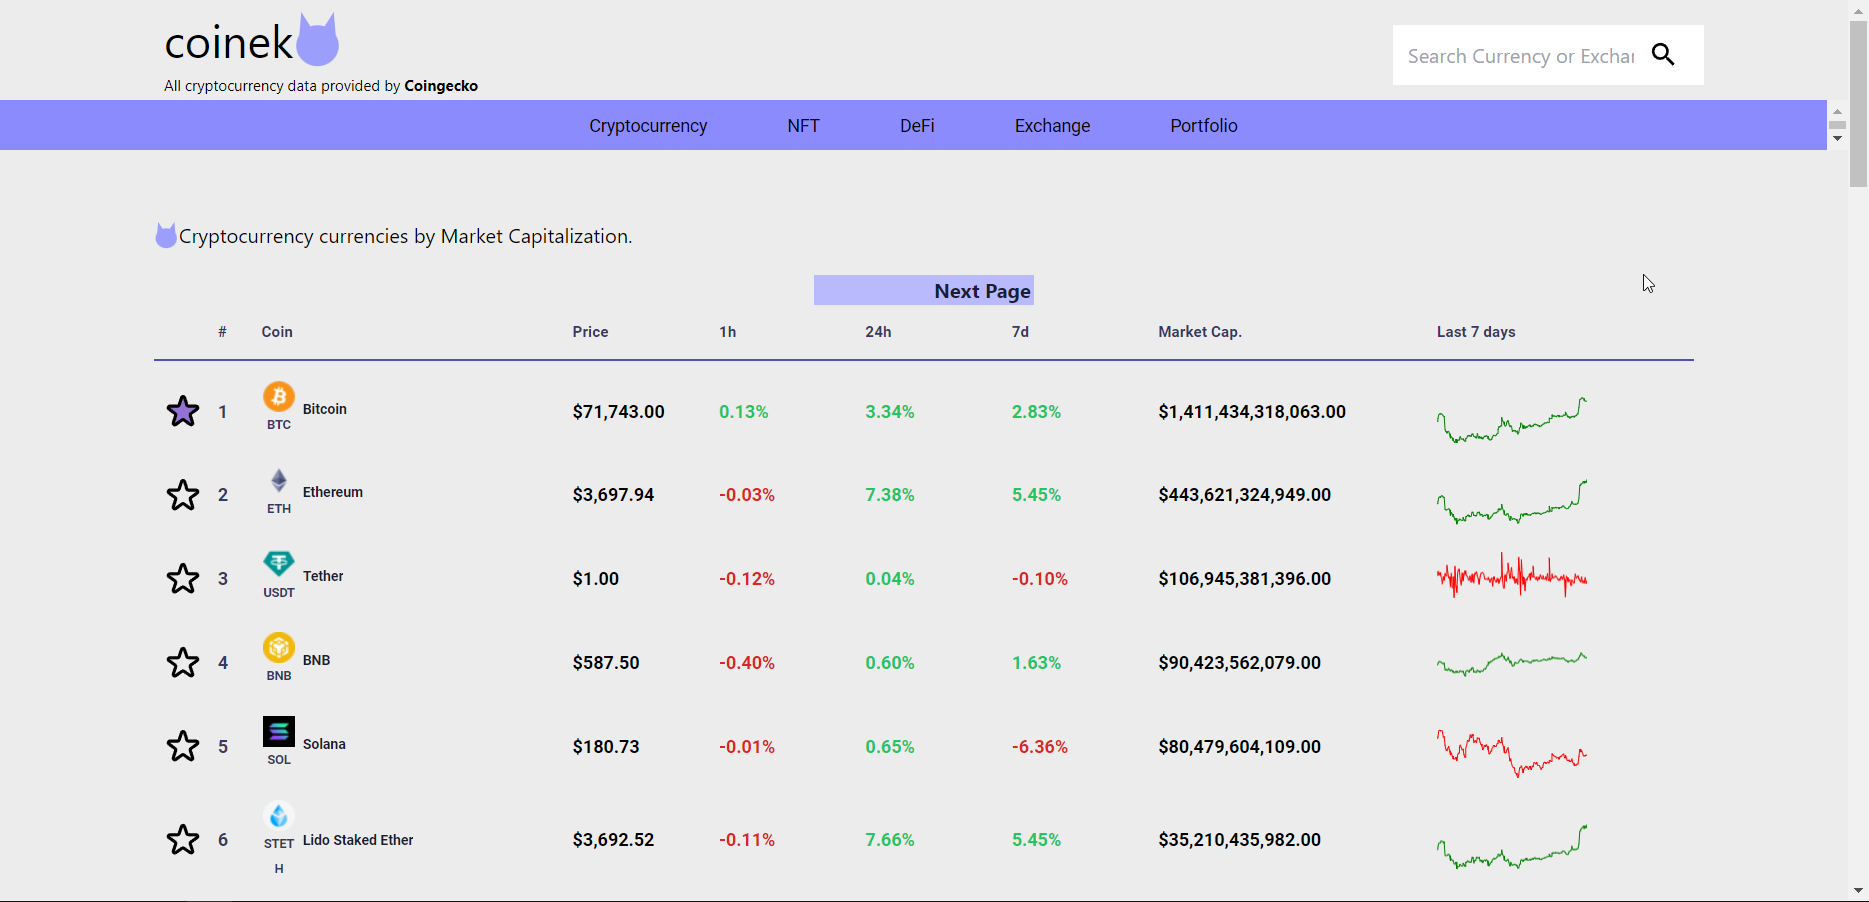 coinek
All cryptocurrency data provided by Coingecko
Search Currency or Exchar
Cryptocurrency NFT DeFi Exchange Portfolio
Cryptocurrency currencies by Market Capitalization.
Next Page
# Coin Price 1h 24h 7d Market Cap. Last 7 days
1 BTC Bitcoin $71,743.00 0.13% 3.34% 2.83% $1,411,434,318,063.00
2 ETH Ethereum $3,697.94 -0.03% 7.38% 5.45% $443,621,324,949.00
3 USDT Tether $1.00 -0.12% 0.04% -0.10% $106,945,381,396.00
4 BNB BNB $587.50 -0.40% 0.60% 1.63% $90,423,562,079.00
5 SOL Solana $180.73 -0.01% 0.65% -6.36% $80,479,604,109.00
6 STET Lido Staked Ether $3,692.52 -0.11% 7.66% 5.45% $35,210,435,982.00
H